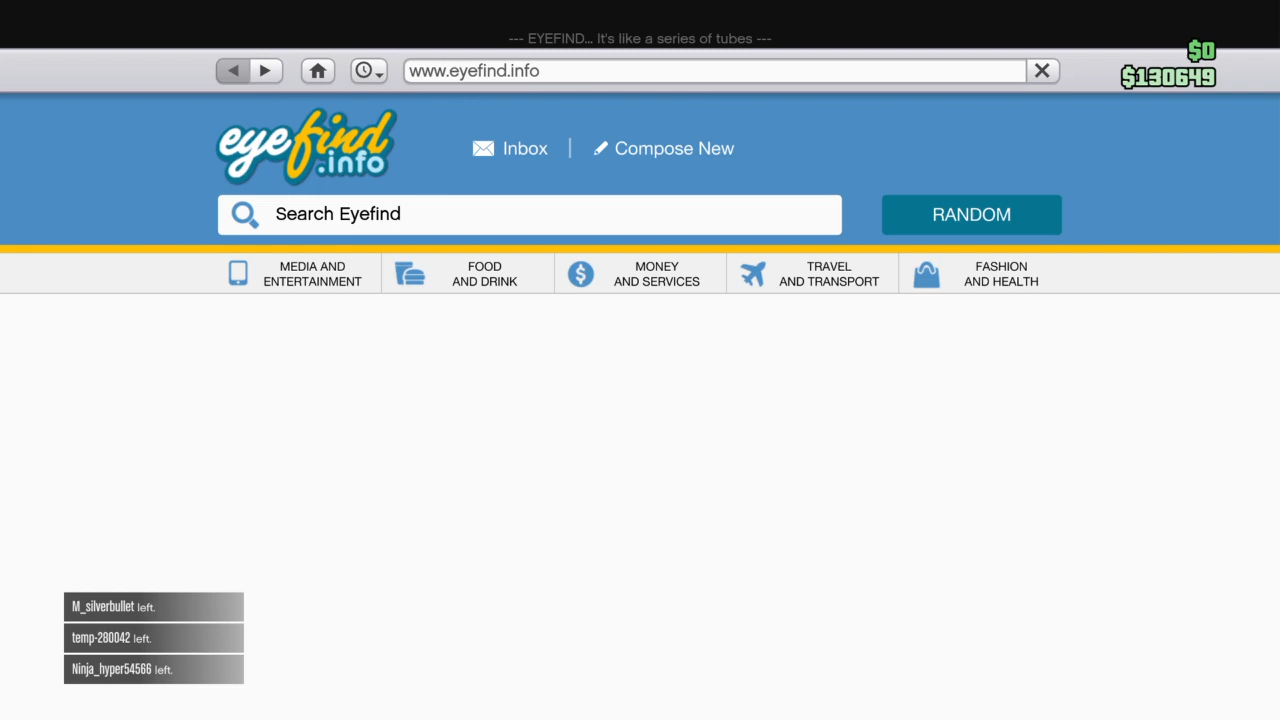 --- EYEFIND... It's like a series of tubes ---
$0
www.eyefind.info
$130649
eyefind
.info
Inbox
Compose New
Search Eyefind
RANDOM
MEDIA AND
ENTERTAINMENT
FOOD
AND DRINK
MONEY
AND SERVICES
TRAVEL
AND TRANSPORT
FASHION
AND HEALTH
M_silverbullet left.
temp-280042 left.
Ninja_hyper54566 left.